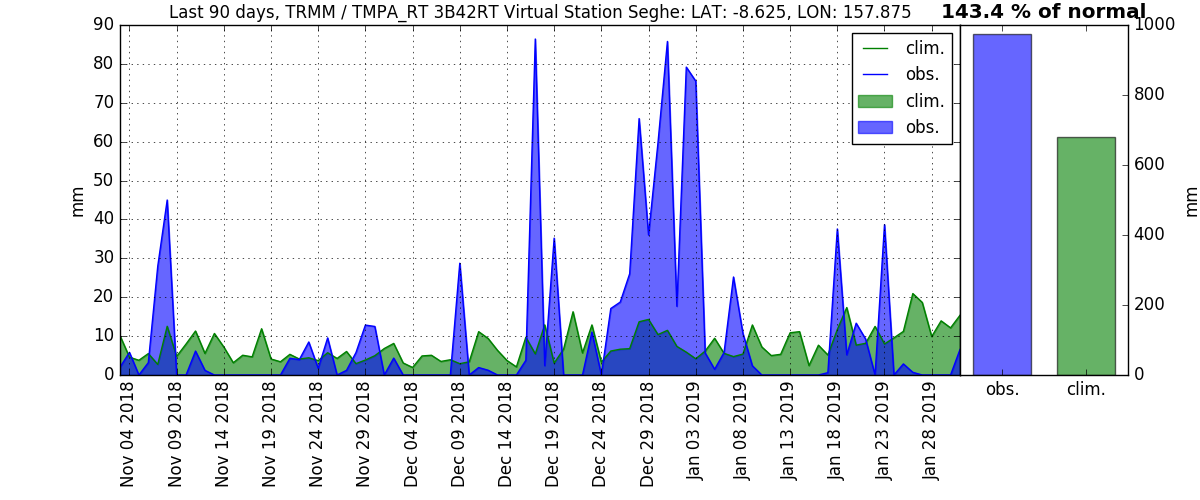 Last 90 days, TRMM / TMPA_RT 3B42RT Virtual Station Seghe: LAT: -8.625, LON: 157.875
143.4 % of normal
90
80
70
60
50
40
30
20
10
0
mm
clim.
obs.
clim.
obs.
Nov 04 2018
Nov 09 2018
Nov 14 2018
Nov 19 2018
Nov 24 2018
Nov 29 2018
Dec 04 2018
Dec 09 2018
Dec 14 2018
Dec 19 2018
Dec 24 2018
Dec 29 2018
Jan 03 2019
Jan 08 2019
Jan 13 2019
Jan 18 2019
Jan 23 2019
Jan 28 2019
1000
800
600
400
200
0
mm
obs.
clim.